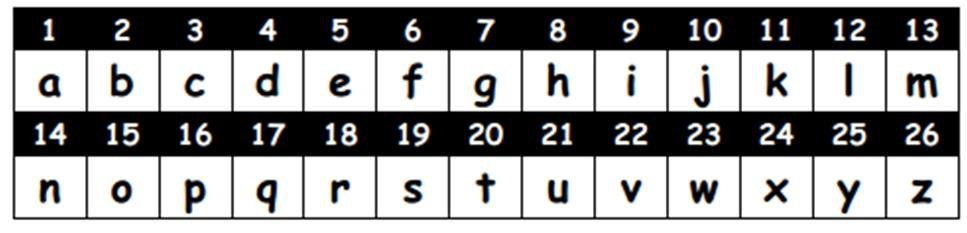 1 2 3 4 5 6 7 8 9 10 11 12 13
a b c d e f g h i j k l m
14 15 16 17 18 19 20 21 22 23 24 25 26
n o p q r s t u v w x y z